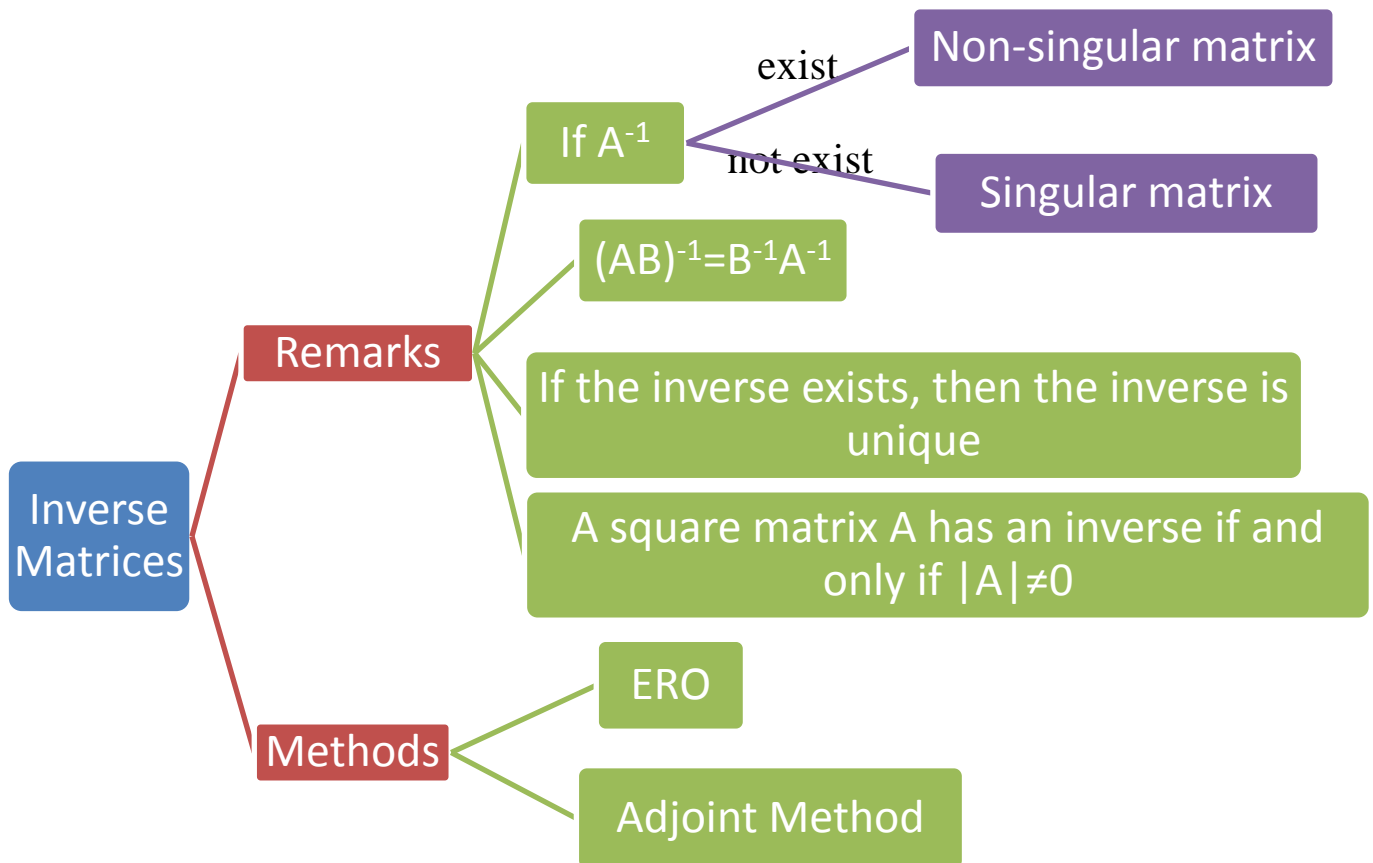 Non-singular matrix
exist
If A⁻¹
not exist
Singular matrix
(AB)⁻¹=B⁻¹A⁻¹
Remarks
If the inverse exists, then the inverse is
unique
Inverse
Matrices
A square matrix A has an inverse if and
only if |A|≠0
ERO
Methods
Adjoint Method